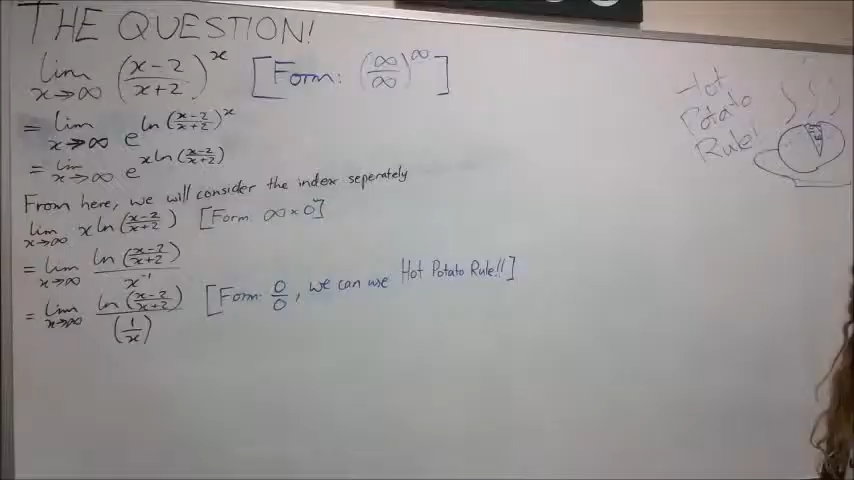 THE QUESTION!
lim x→∞ (x-2/x+2)^x [Form: (∞/∞)^∞]
= lim x→∞ e^ln(x-2/x+2)^x
= lim x→∞ e^xln(x-2/x+2)
From here, we will consider the index seperately
lim x→∞ xln(x-2/x+2) [Form ∞×0]
= lim x→∞ ln(x-2/x+2)/x^-1
= lim x→∞ ln(x-2/x+2)/(1/x) [Form: 0/0, we can use Hot Potato Rule!!]
Hot
Potato
Rule!